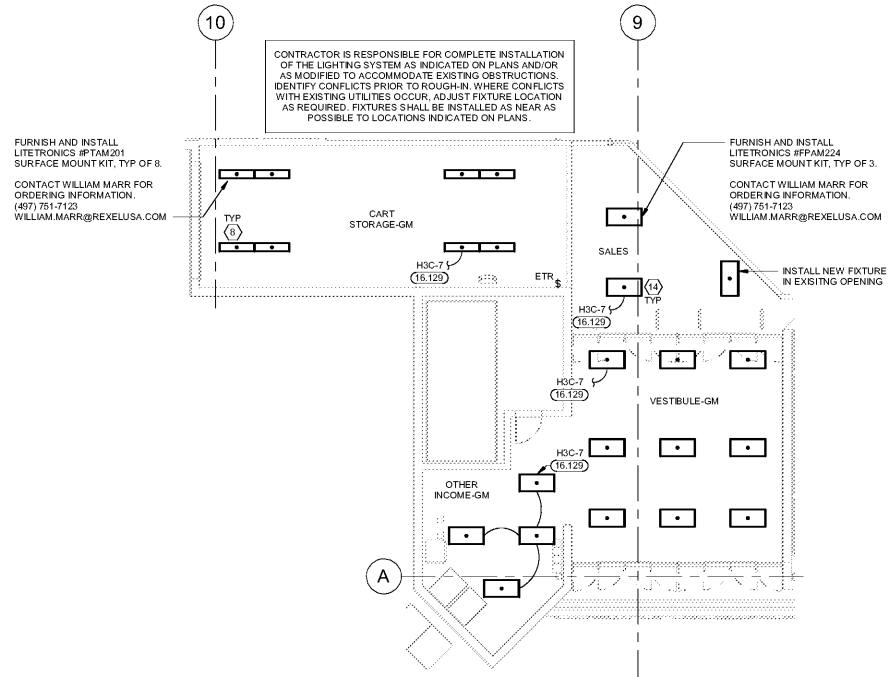 10
9
CONTRACTOR IS RESPONSIBLE FOR COMPLETE INSTALLATION
OF THE LIGHTING SYSTEM AS INDICATED ON PLANS AND/OR
AS MODIFIED TO ACCOMMODATE EXISTING OBSTRUCTIONS.
IDENTIFY CONFLICTS PRIOR TO ROUGH-IN. WHERE CONFLICTS
WITH EXISTING UTILITIES OCCUR, ADJUST FIXTURE LOCATION
AS REQUIRED. FIXTURES SHALL BE INSTALLED AS NEAR AS
POSSIBLE TO LOCATIONS INDICATED ON PLANS.
FURNISH AND INSTALL
LITETRONICS #PTAM201
SURFACE MOUNT KIT, TYP OF 8.
CONTACT WILLIAM MARR FOR
ORDERING INFORMATION.
(497) 751-7123
WILLIAM.MARR@REXELUSA.COM
FURNISH AND INSTALL
LITETRONICS #FPAM224
SURFACE MOUNT KIT, TYP OF 3.
CONTACT WILLIAM MARR FOR
ORDERING INFORMATION.
(497) 751-7123
WILLIAM.MARR@REXELUSA.COM
TYP
8
CART
STORAGE-GM
H3C-7
16.129
ETR
$
SALES
14
TYP
H3C-7
16.129
INSTALL NEW FIXTURE
IN EXISITNG OPENING
H3C-7
16.129
VESTIBULE-GM
H3C-7
16.129
OTHER
INCOME-GM
A